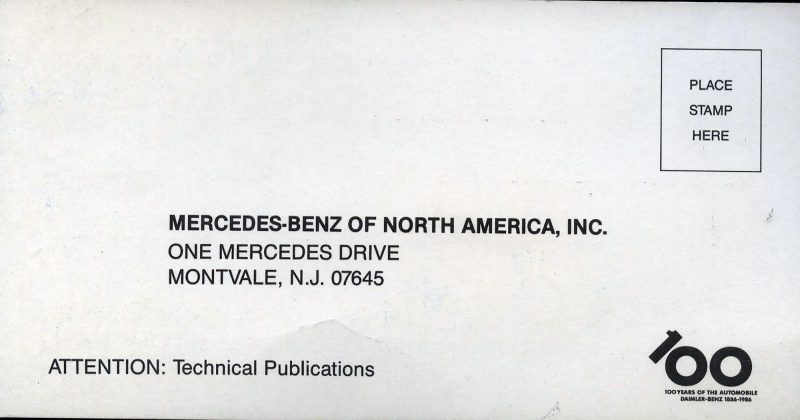 PLACE
STAMP
HERE
MERCEDES-BENZ OF NORTH AMERICA, INC.
ONE MERCEDES DRIVE
MONTVALE, N.J. 07645
ATTENTION: Technical Publications
100
100 YEARS OF THE AUTOMOBILE
DAIMLER-BENZ 1886-1986